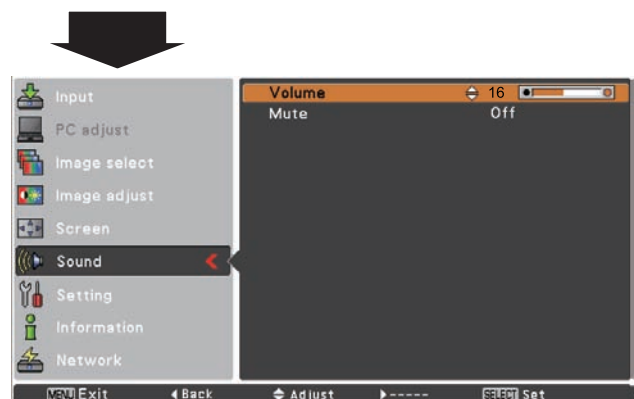 Input
PC adjust
Image select
Image adjust
Screen
Sound
Setting
Information
Network
Volume 16
Mute Off
MENU Exit Back Adjust ----- SELECT Set